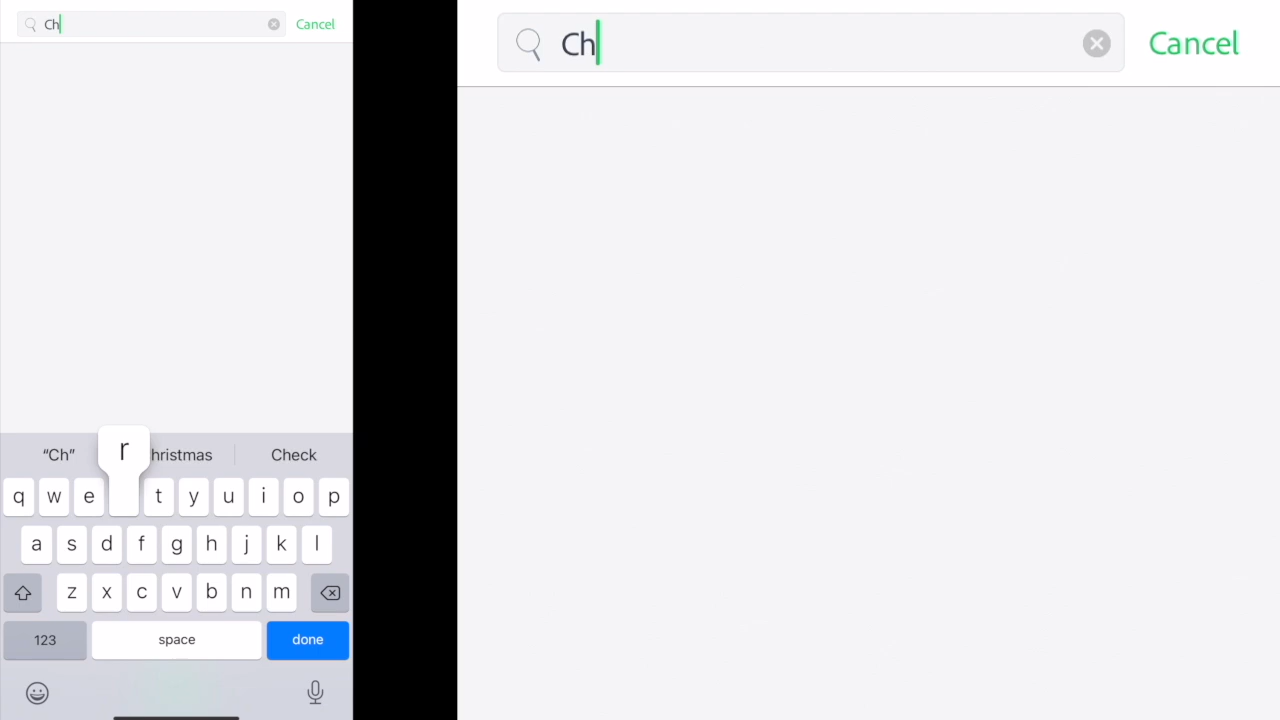 Ch Cancel
Ch Cancel
“Ch” hristmas Check
r
q w e t y u i o p
a s d f g h j k l
z x c v b n m
123 space done